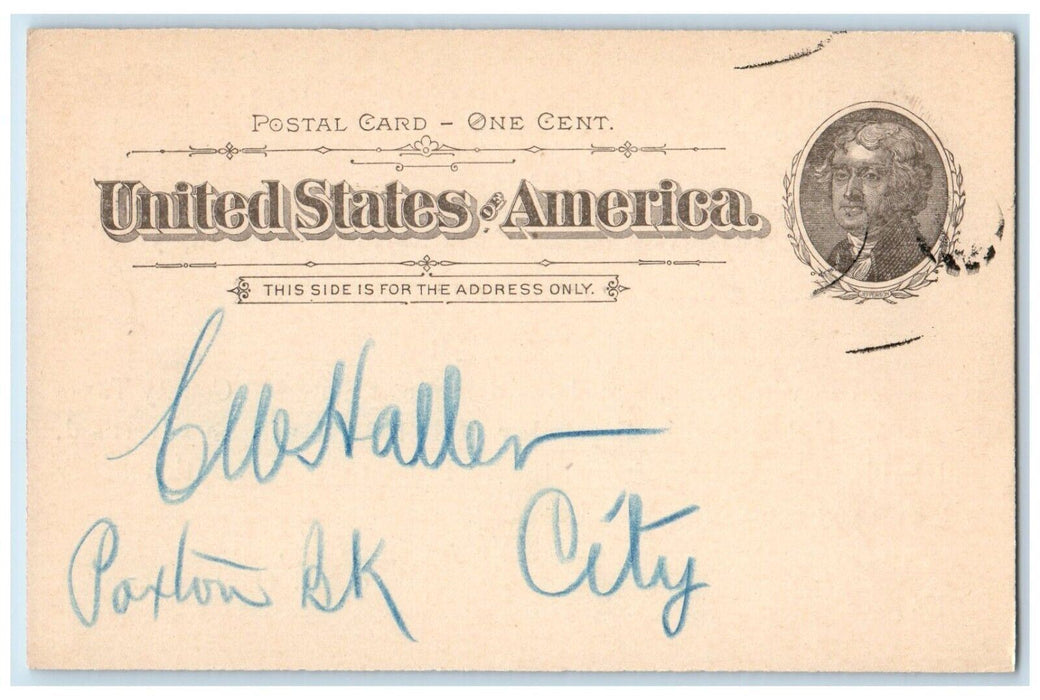 POSTAL CARD - ONE CENT.
United States OF America.
THIS SIDE IS FOR THE ADDRESS ONLY.
JEFFERSON
C W Haller
City
Paxton Bk